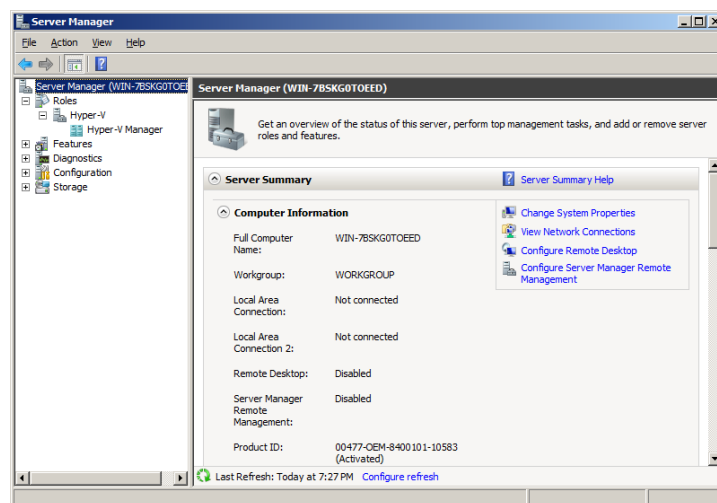 Server Manager
File Action View Help
Server Manager (WIN-7BSKG0TOEE
Roles
Hyper-V
Hyper-V Manager
Features
Diagnostics
Configuration
Storage
Server Manager (WIN-7BSKG0TOEED)
Get an overview of the status of this server, perform top management tasks, and add or remove server
roles and features.
Server Summary
Server Summary Help
Computer Information
Full Computer
Name:
WIN-7BSKG0TOEED
Workgroup:
WORKGROUP
Local Area
Connection:
Not connected
Local Area
Connection 2:
Not connected
Remote Desktop:
Disabled
Server Manager
Remote
Management:
Disabled
Product ID:
00477-OEM-8400101-10583
(Activated)
Change System Properties
View Network Connections
Configure Remote Desktop
Configure Server Manager Remote
Management
Last Refresh: Today at 7:27 PM Configure refresh